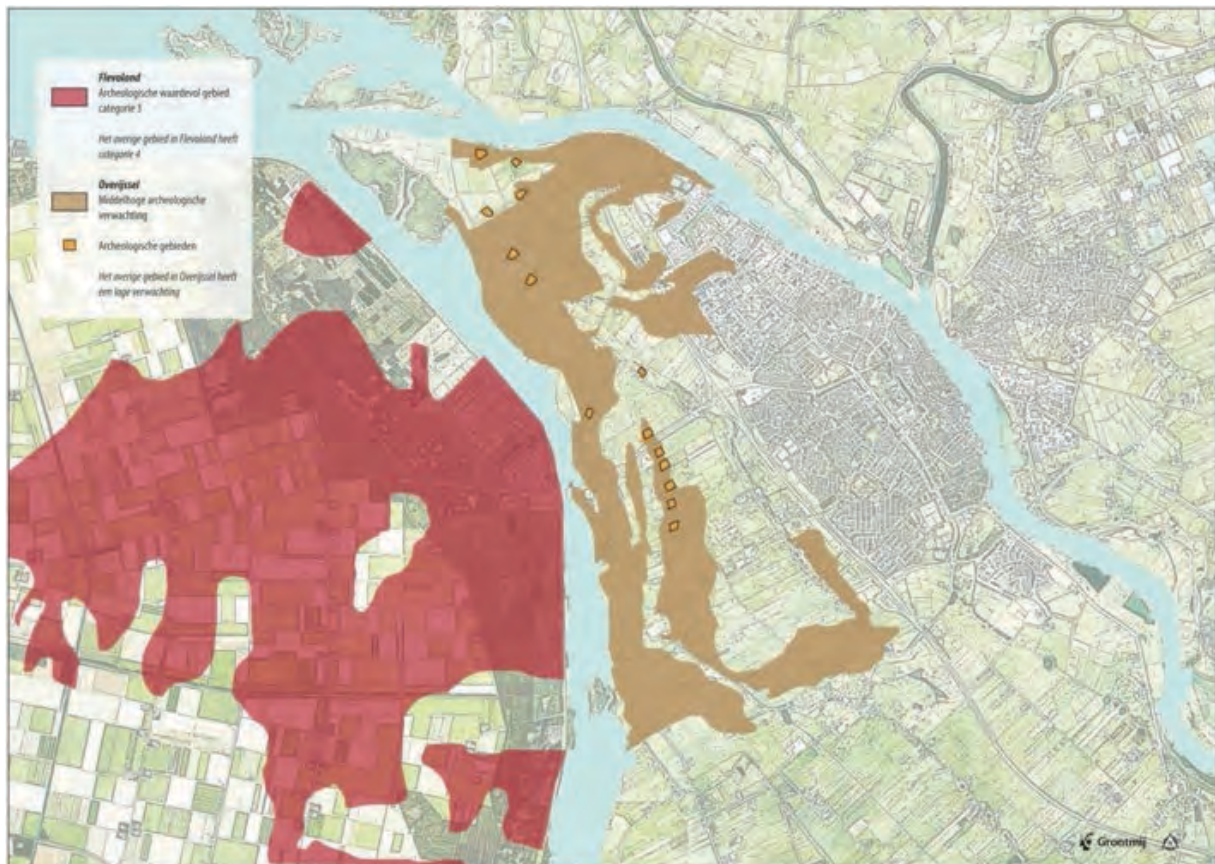 Flevoland
Archeologische waardevol gebied
categorie 3
Het overige gebied in Flevoland heeft
categorie 4
Overijssel
Middelhoge archeologische
verwachting
Archeologische gebieden
Het overige gebied in Overijssel heeft
een lage verwachting
Grontmij